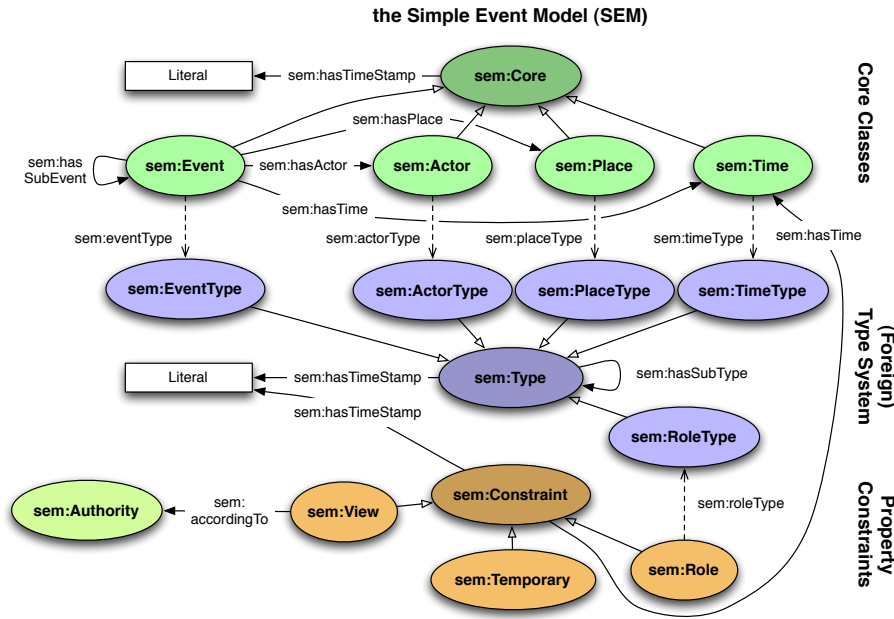 the Simple Event Model (SEM)
Literal
sem:hasTimeStamp
sem:Core
Core Classes
sem:hasPlace
sem:has
SubEvent
sem:Event
sem:hasActor
sem:Actor
sem:Place
sem:Time
sem:hasTime
sem:hasTime
sem:eventType
sem:actorType
sem:placeType
sem:timeType
sem:EventType
sem:ActorType
sem:PlaceType
sem:TimeType
(Foreign)
Type System
Literal
sem:hasTimeStamp
sem:Type
sem:hasSubType
sem:hasTimeStamp
sem:RoleType
sem:Authority
sem:
accordingTo
sem:View
sem:Constraint
sem:roleType
Property
Constraints
sem:Temporary
sem:Role